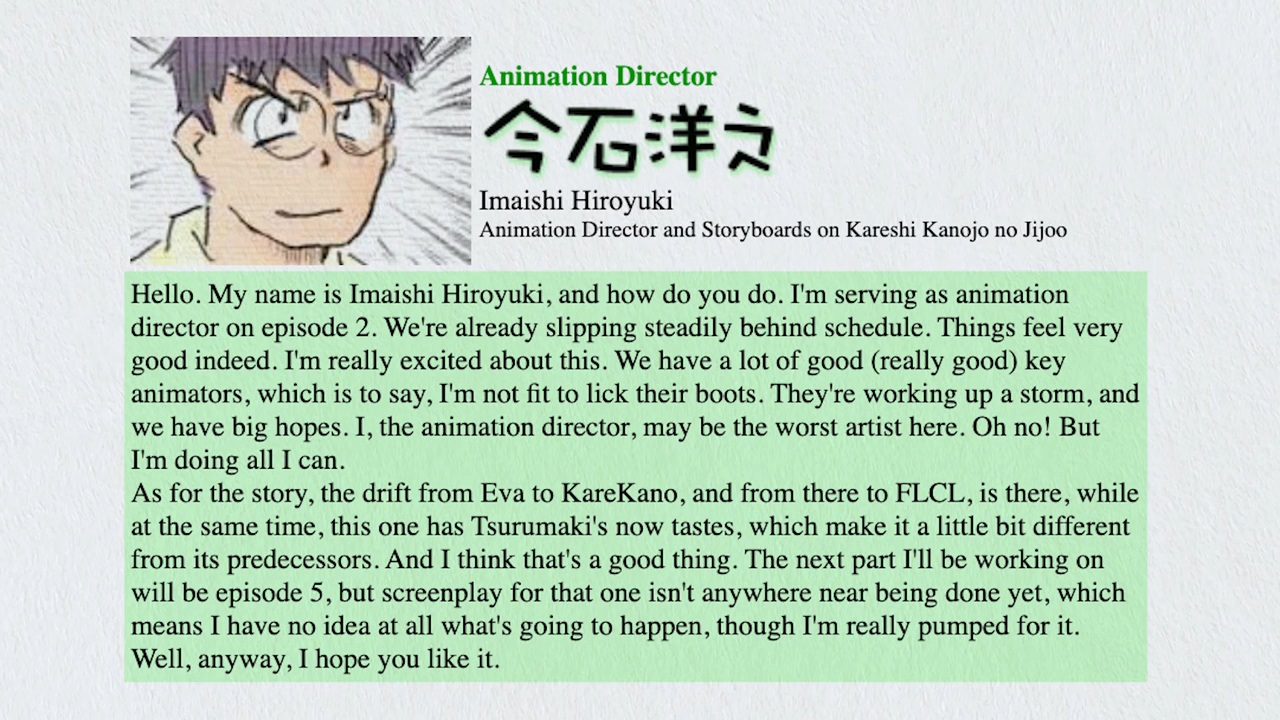 Animation Director
今石洋之
Imaishi Hiroyuki
Animation Director and Storyboards on Kareshi Kanojo no Jijoo
Hello. My name is Imaishi Hiroyuki, and how do you do. I'm serving as animation
director on episode 2. We're already slipping steadily behind schedule. Things feel very
good indeed. I'm really excited about this. We have a lot of good (really good) key
animators, which is to say, I'm not fit to lick their boots. They're working up a storm, and
we have big hopes. I, the animation director, may be the worst artist here. Oh no! But
I'm doing all I can.
As for the story, the drift from Eva to KareKano, and from there to FLCL, is there, while
at the same time, this one has Tsurumaki's now tastes, which make it a little bit different
from its predecessors. And I think that's a good thing. The next part I'll be working on
will be episode 5, but screenplay for that one isn't anywhere near being done yet, which
means I have no idea at all what's going to happen, though I'm really pumped for it.
Well, anyway, I hope you like it.